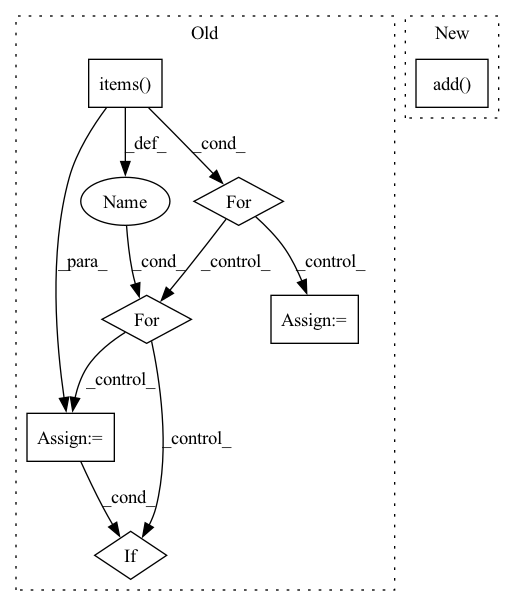 Old
New
items()
add()
_def_
_cond_
Name
For
_para_
_cond_
_control_
_control_
For
Assign:=
_control_
Assign:=
_control_
_cond_
If